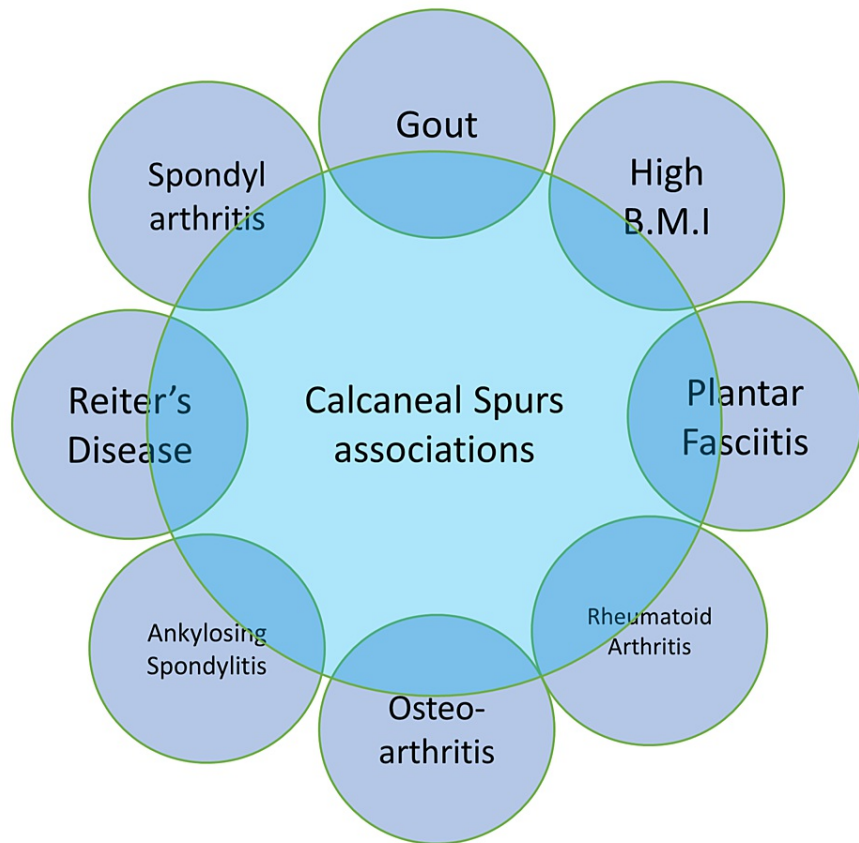 Gout
High
B.M.I
Plantar
Fasciitis
Rheumatoid
Arthritis
Osteo-
arthritis
Ankylosing
Spondylitis
Reiter’s
Disease
Spondyl
arthritis
Calcaneal Spurs
associations